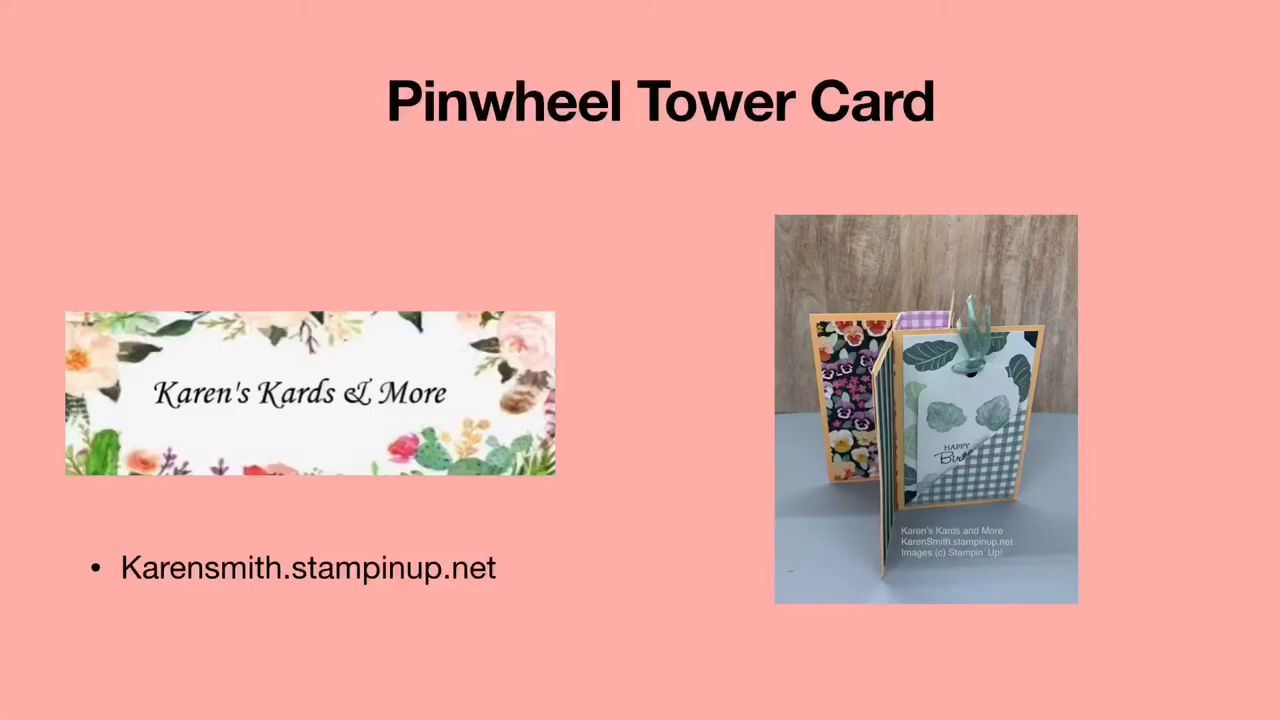 Pinwheel Tower Card
Karen's Kards & More
HAPPY
Karen's Kards and More
KarenSmith.stampinup.net
Images (c) Stampin' Up!
• Karensmith.stampinup.net